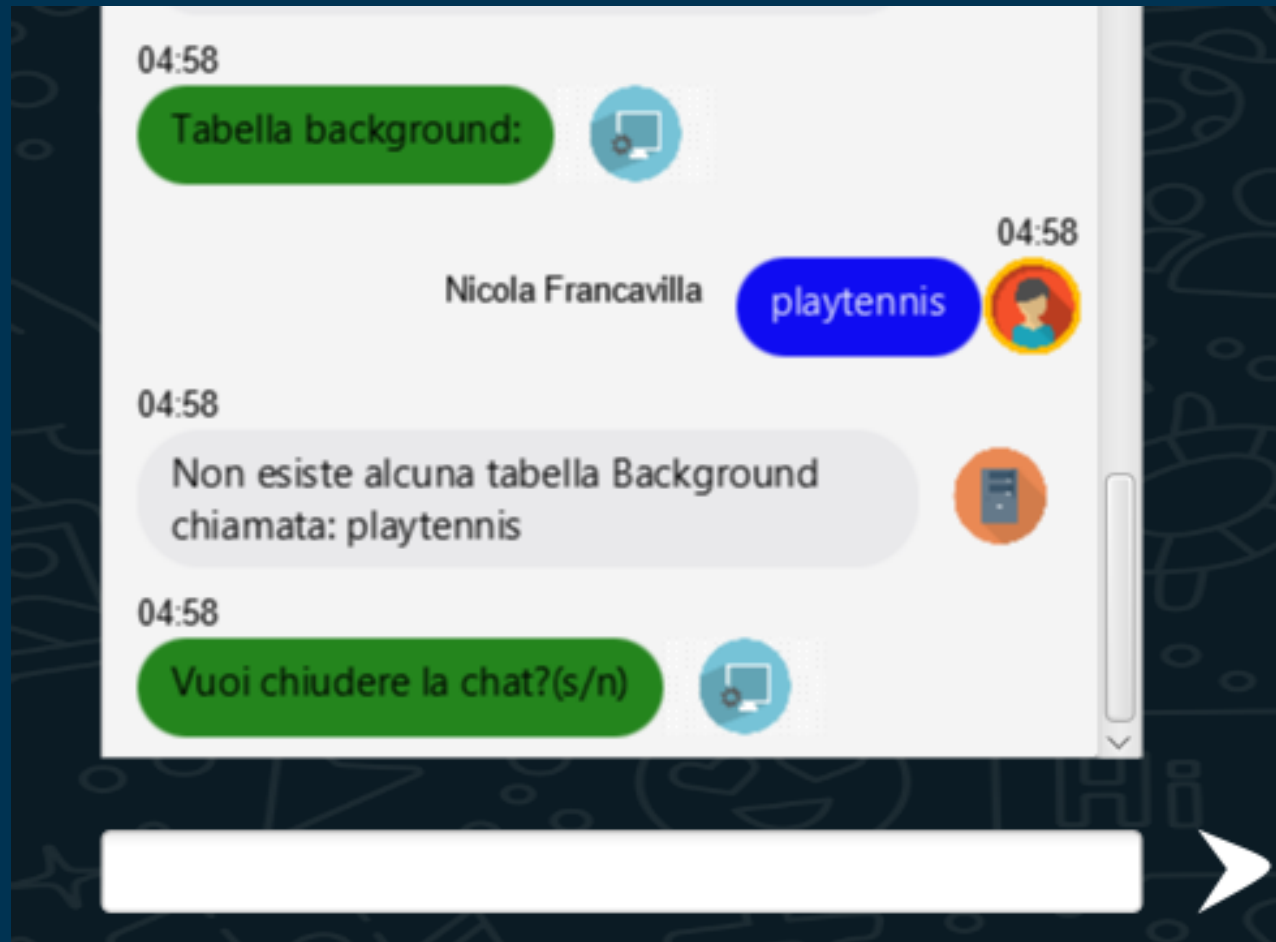 04:58
Tabella background:
04:58
Nicola Francavilla
playtennis
04:58
Non esiste alcuna tabella Background
chiamata: playtennis
04:58
Vuoi chiudere la chat?(s/n)
Hi